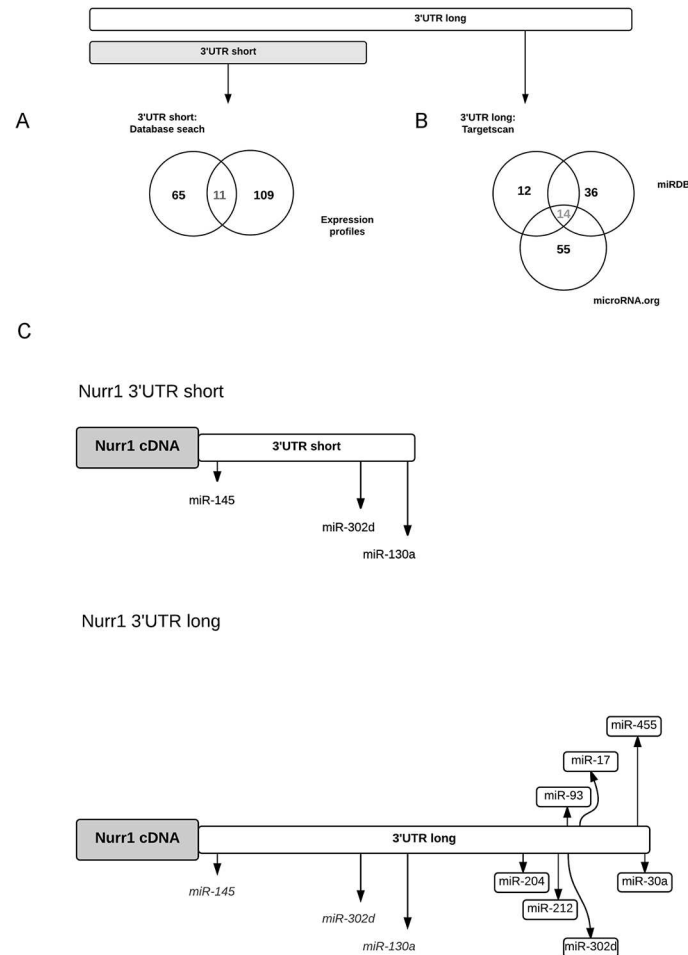 3'UTR long
3'UTR short
A
3'UTR short:
Database seach
65
11
109
Expression
profiles
B
3'UTR long:
Targetscan
12
36
14
55
miRDB
microRNA.org
C
Nurr1 3'UTR short
Nurr1 cDNA
3'UTR short
miR-145
miR-302d
miR-130a
Nurr1 3'UTR long
miR-455
miR-17
miR-93
Nurr1 cDNA
3'UTR long
miR-145
miR-204
miR-30a
miR-302d
miR-212
miR-130a
miR-302d